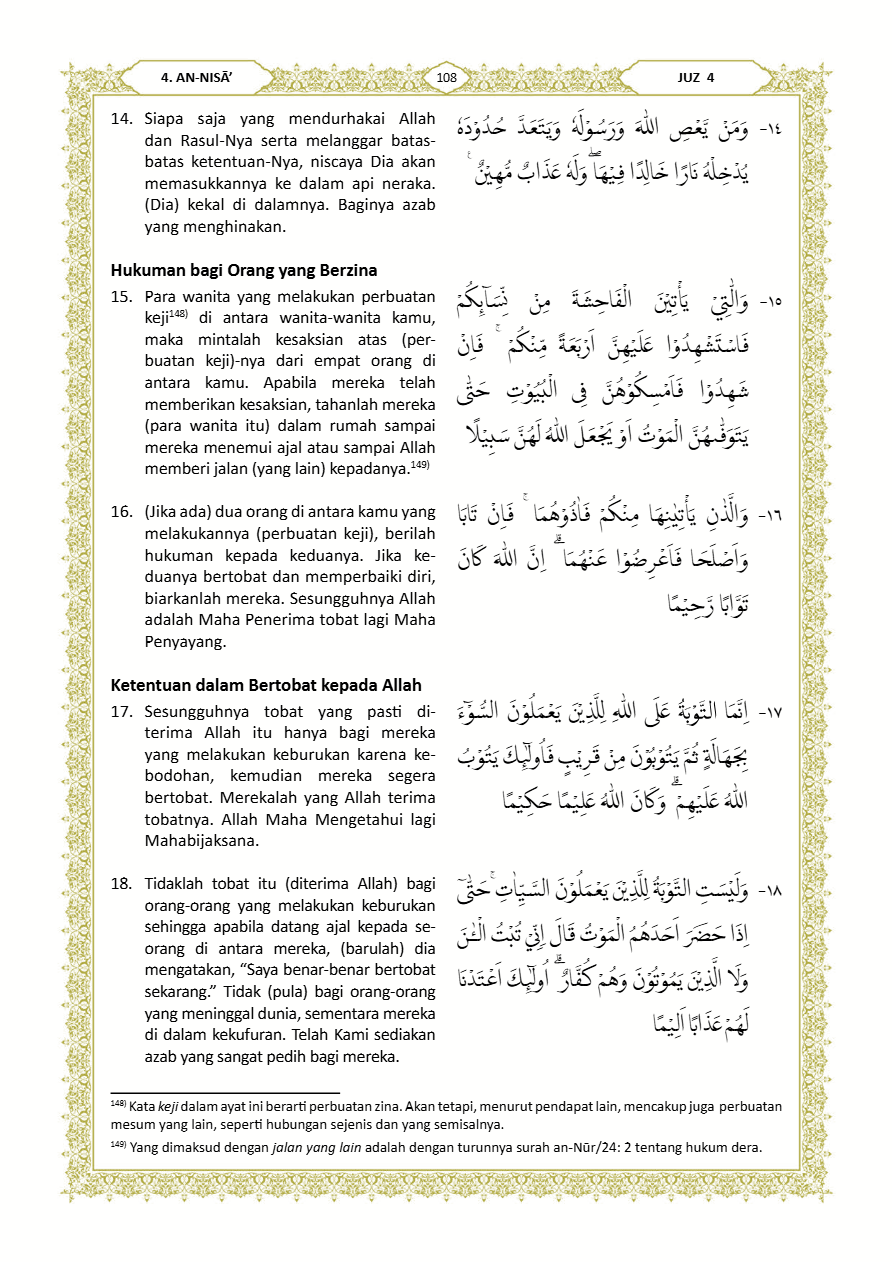 4. AN-NISĀ’
108
JUZ 4
14. Siapa saja yang mendurhakai Allah
dan Rasul-Nya serta melanggar batas-
batas ketentuan-Nya, niscaya Dia akan
memasukkannya ke dalam api neraka.
(Dia) kekal di dalamnya. Baginya azab
yang menghinakan.
١٤- وَمَنْ يَّعْصِ اللّٰهَ وَرَسُوْلَهٗ وَيَتَعَدَّ حُدُوْدَهٗ
يُدْخِلْهُ نَارًا خَالِدًا فِيْهَاۖ وَلَهٗ عَذَابٌ مُّهِيْنٌ ࣖ
Hukuman bagi Orang yang Berzina
15. Para wanita yang melakukan perbuatan
keji¹⁴⁸⁾ di antara wanita-wanita kamu,
maka mintalah kesaksian atas (per-
buatan keji)-nya dari empat orang di
antara kamu. Apabila mereka telah
memberikan kesaksian, tahanlah mereka
(para wanita itu) dalam rumah sampai
mereka menemui ajal atau sampai Allah
memberi jalan (yang lain) kepadanya.¹⁴⁹⁾
١٥- وَالّٰتِيْ يَأْتِيْنَ الْفَاحِشَةَ مِنْ نِّسَاۤىِٕكُمْ
فَاسْتَشْهِدُوْا عَلَيْهِنَّ اَرْبَعَةً مِّنْكُمْ ۚ فَاِنْ
شَهِدُوْا فَاَمْسِكُوْهُنَّ فِى الْبُيُوْتِ حَتّٰى
يَتَوَفّٰىهُنَّ الْمَوْتُ اَوْ يَجْعَلَ اللّٰهُ لَهُنَّ سَبِيْلًا
16. (Jika ada) dua orang di antara kamu yang
melakukannya (perbuatan keji), berilah
hukuman kepada keduanya. Jika ke-
duanya bertobat dan memperbaiki diri,
biarkanlah mereka. Sesungguhnya Allah
adalah Maha Penerima tobat lagi Maha
Penyayang.
١٦- وَالَّذٰنِ يَأْتِيٰنِهَا مِنْكُمْ فَاٰذُوْهُمَا ۚ فَاِنْ تَابَا
وَاَصْلَحَا فَاَعْرِضُوْا عَنْهُمَا ۗ اِنَّ اللّٰهَ كَانَ
تَوَّابًا رَّحِيْمًا
Ketentuan dalam Bertobat kepada Allah
17. Sesungguhnya tobat yang pasti di-
terima Allah itu hanya bagi mereka
yang melakukan keburukan karena ke-
bodohan, kemudian mereka segera
bertobat. Merekalah yang Allah terima
tobatnya. Allah Maha Mengetahui lagi
Mahabijaksana.
١٧- اِنَّمَا التَّوْبَةُ عَلَى اللّٰهِ لِلَّذِيْنَ يَعْمَلُوْنَ السُّوْۤءَ
بِجَهَالَةٍ ثُمَّ يَتُوْبُوْنَ مِنْ قَرِيْبٍ فَاُولٰۤىِٕكَ يَتُوْبُ
اللّٰهُ عَلَيْهِمْ ۗ وَكَانَ اللّٰهُ عَلِيْمًا حَكِيْمًا
18. Tidaklah tobat itu (diterima Allah) bagi
orang-orang yang melakukan keburukan
sehingga apabila datang ajal kepada se-
orang di antara mereka, (barulah) dia
mengatakan, “Saya benar-benar bertobat
sekarang.” Tidak (pula) bagi orang-orang
yang meninggal dunia, sementara mereka
di dalam kekufuran. Telah Kami sediakan
azab yang sangat pedih bagi mereka.
١٨- وَلَيْسَتِ التَّوْبَةُ لِلَّذِيْنَ يَعْمَلُوْنَ السَّيِّاٰتِۚ حَتّٰىٓ
اِذَا حَضَرَ اَحَدَهُمُ الْمَوْتُ قَالَ اِنِّيْ تُبْتُ الْـٰٔنَ
وَلَا الَّذِيْنَ يَمُوْتُوْنَ وَهُمْ كُفَّارٌ ۗ اُولٰۤىِٕكَ اَعْتَدْنَا
لَهُمْ عَذَابًا اَلِيْمًا
¹⁴⁸⁾ Kata keji dalam ayat ini berarti perbuatan zina. Akan tetapi, menurut pendapat lain, mencakup juga perbuatan
mesum yang lain, seperti hubungan sejenis dan yang semisalnya.
¹⁴⁹⁾ Yang dimaksud dengan jalan yang lain adalah dengan turunnya surah an-Nūr/24: 2 tentang hukum dera.